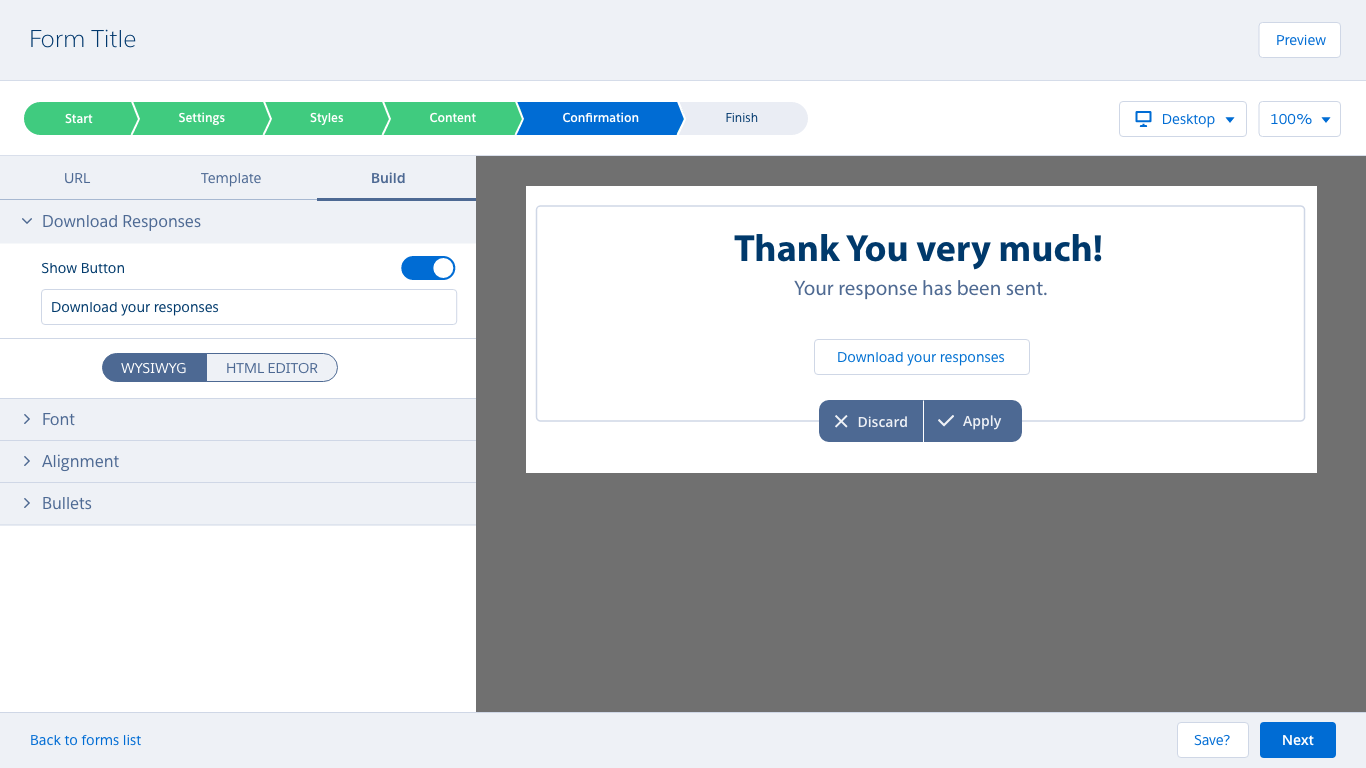 Form Title
Preview
Start Settings Styles Content Confirmation Finish
Desktop 100%
URL Template Build
Download Responses
Show Button
Download your responses
WYSIWYG HTML EDITOR
Font
Alignment
Bullets
Thank You very much!
Your response has been sent.
Download your responses
Discard Apply
Back to forms list
Save? Next